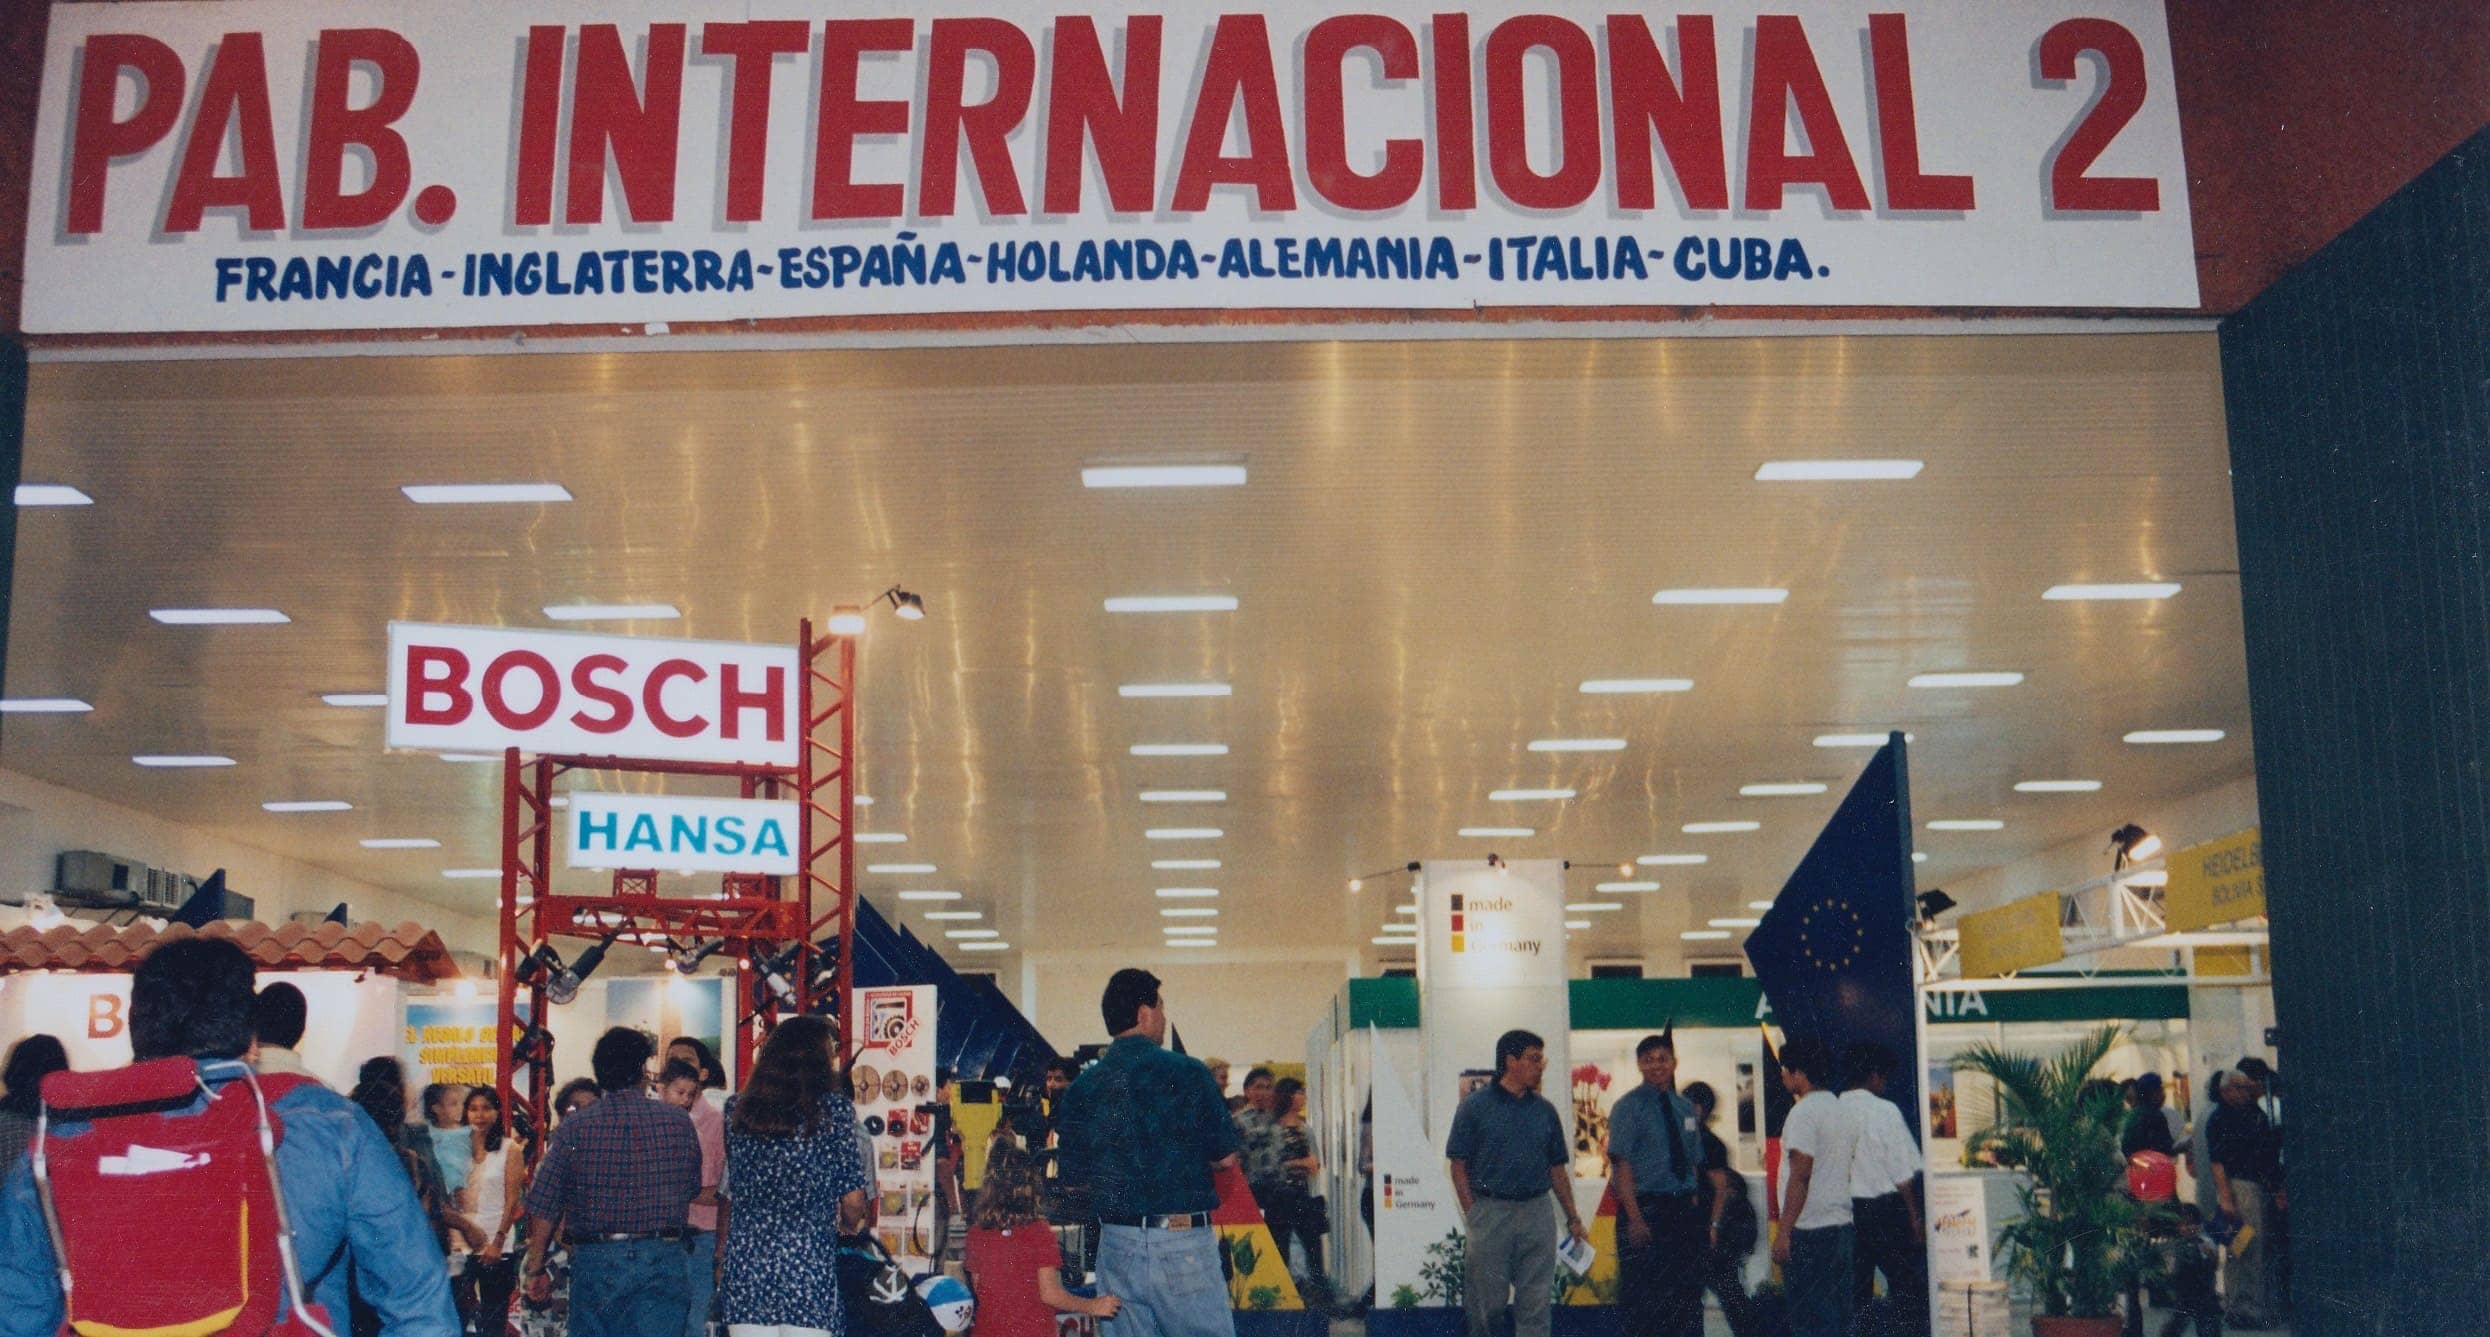 PAB. INTERNACIONAL 2
FRANCIA-INGLATERRA-ESPAÑA-HOLANDA-ALEMANIA-ITALIA-CUBA.
BOSCH
HANSA
made
in
Germany
B
BOSCH
made
in
Germany